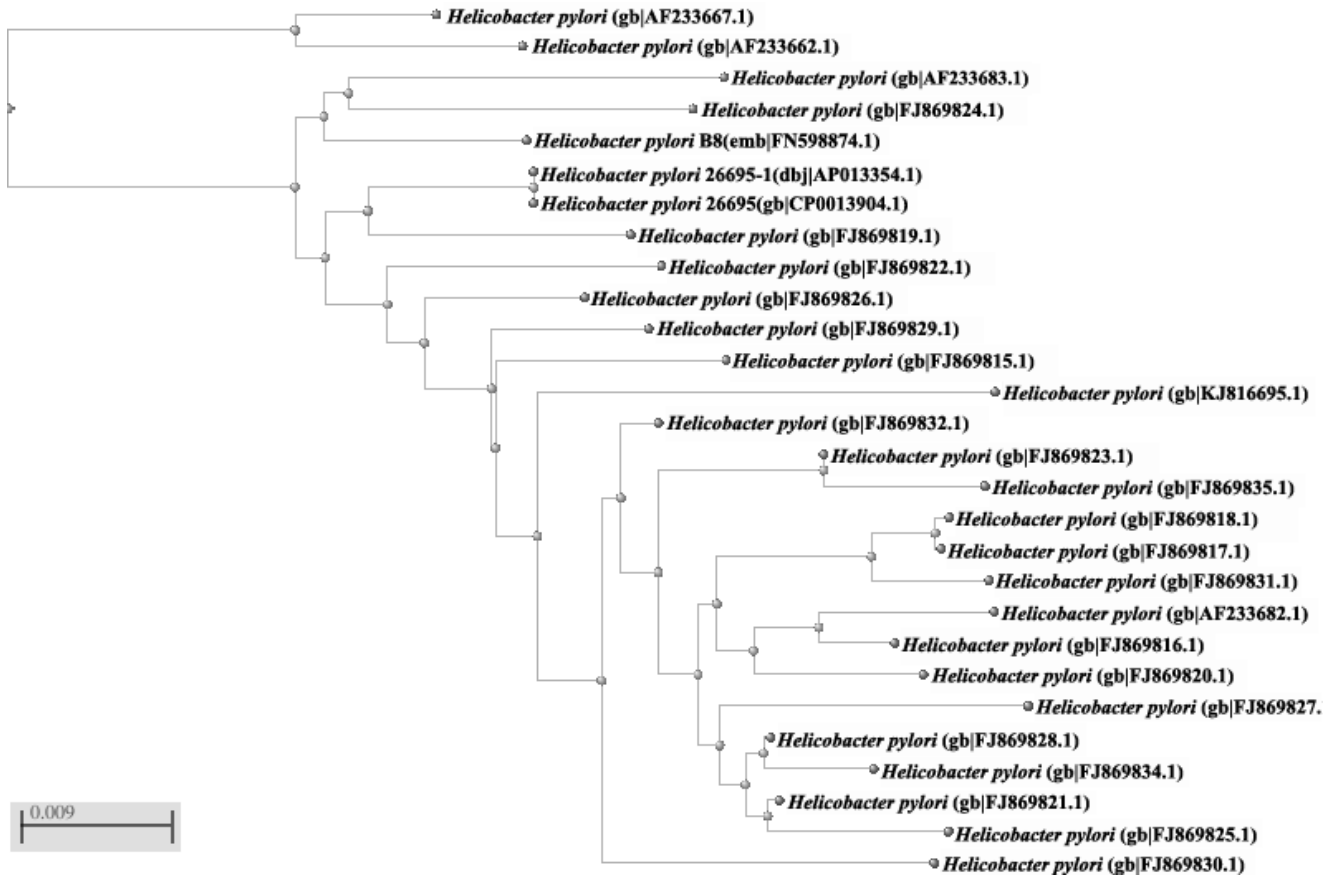 Helicobacter pylori (gb|AF233667.1)
Helicobacter pylori (gb|AF233662.1)
Helicobacter pylori (gb|AF233683.1)
Helicobacter pylori (gb|FJ869824.1)
Helicobacter pylori B8(emb|FN598874.1)
Helicobacter pylori 26695-1(dbj|AP013354.1)
Helicobacter pylori 26695(gb|CP0013904.1)
Helicobacter pylori (gb|FJ869819.1)
Helicobacter pylori (gb|FJ869822.1)
Helicobacter pylori (gb|FJ869826.1)
Helicobacter pylori (gb|FJ869829.1)
Helicobacter pylori (gb|FJ869815.1)
Helicobacter pylori (gb|KJ816695.1)
Helicobacter pylori (gb|FJ869832.1)
Helicobacter pylori (gb|FJ869823.1)
Helicobacter pylori (gb|FJ869835.1)
Helicobacter pylori (gb|FJ869818.1)
Helicobacter pylori (gb|FJ869817.1)
Helicobacter pylori (gb|FJ869831.1)
Helicobacter pylori (gb|AF233682.1)
Helicobacter pylori (gb|FJ869816.1)
Helicobacter pylori (gb|FJ869820.1)
Helicobacter pylori (gb|FJ869827.
Helicobacter pylori (gb|FJ869828.1)
Helicobacter pylori (gb|FJ869834.1)
Helicobacter pylori (gb|FJ869821.1)
Helicobacter pylori (gb|FJ869825.1)
Helicobacter pylori (gb|FJ869830.1)
0.009